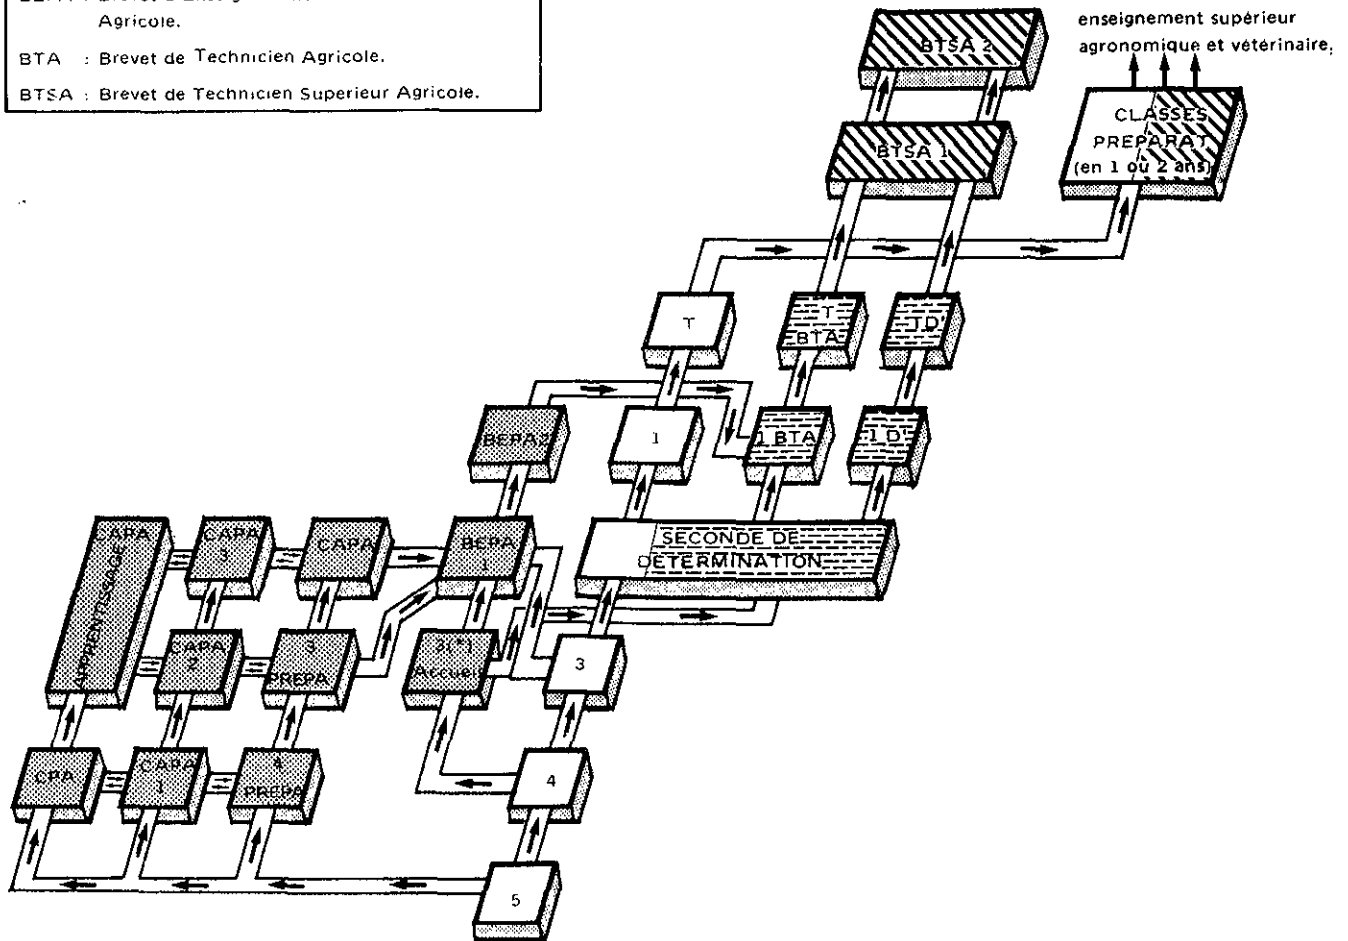 Agricole.
BTA : Brevet de Technicien Agricole.
BTSA : Brevet de Technicien Superieur Agricole.
enseignement supérieur
agronomique et vétérinaire.
BTSA 2
CLASSES
PREPARAT
(en 1 ou 2 ans)
BTSA 1
T
T
BTA
TD'
BEPA 2
1
1 BTA
1 D'
CAPA
APPRENTISSAGE
CAPA
3
CAPA
BEPA
1
SECONDE DE
DETERMINATION
CAPA
2
3
PREPA
3(*)
Accueil
3
CPA
CAPA
1
4
PREPA
4
5